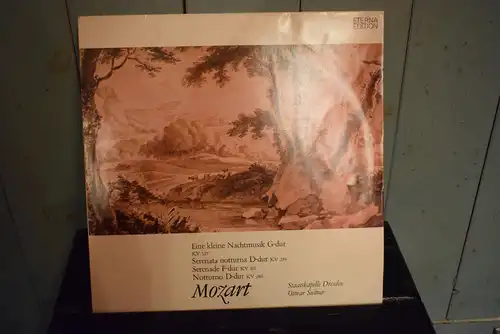 ETERNA
EDITION
Eine kleine Nachtmusik G-dur
KV 525
Serenata notturna D-dur KV 239
Serenade F-dur KV 101
Notturno D-dur KV 286
Mozart
Staatskapelle Dresden
Otmar Suitner